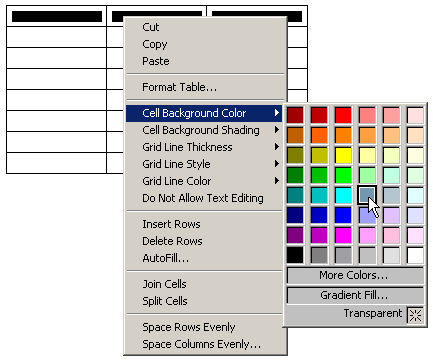 Cut
Copy
Paste
Format Table...
Cell Background Color
Cell Background Shading
Grid Line Thickness
Grid Line Style
Grid Line Color
Do Not Allow Text Editing
Insert Rows
Delete Rows
AutoFill...
Join Cells
Split Cells
Space Rows Evenly
Space Columns Evenly...
More Colors...
Gradient Fill...
Transparent